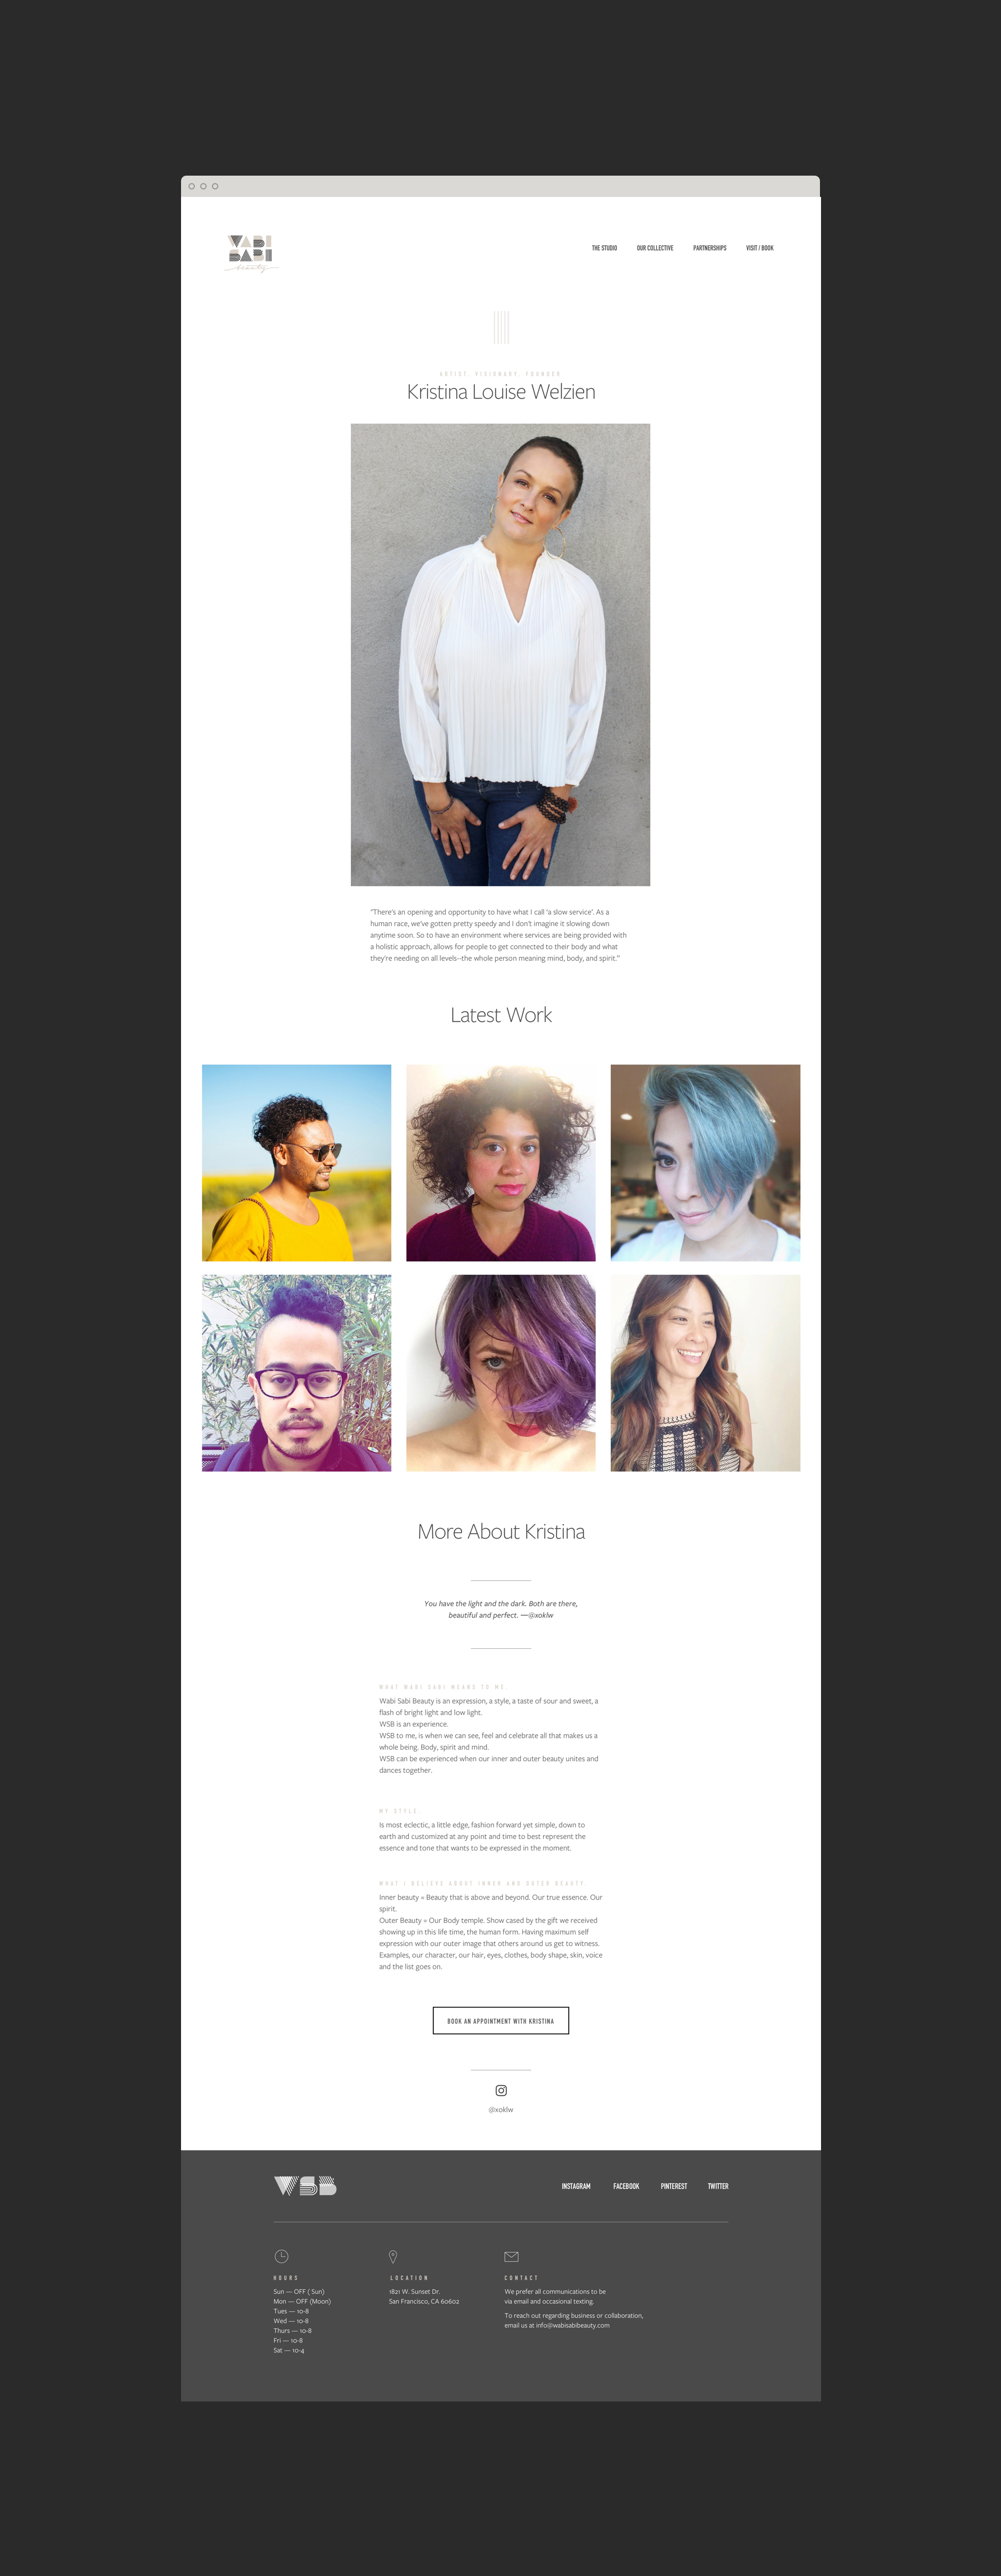 WABI
SABI
beauty
THE STUDIO
OUR COLLECTIVE
PARTNERSHIPS
VISIT / BOOK
ARTIST. VISIONARY. FOUNDER
Kristina Louise Welzien
"There's an opening and opportunity to have what I call 'a slow service'. As a
human race, we've gotten pretty speedy and I don't imagine it slowing down
anytime soon. So to have an environment where services are being provided with
a holistic approach, allows for people to get connected to their body and what
they're needing on all levels--the whole person meaning mind, body, and spirit."
Latest Work
More About Kristina
You have the light and the dark. Both are there,
beautiful and perfect. —@xoklw
WHAT WABI SABI MEANS TO ME.
Wabi Sabi Beauty is an expression, a style, a taste of sour and sweet, a
flash of bright light and low light.
WSB is an experience.
WSB to me, is when we can see, feel and celebrate all that makes us a
whole being. Body, spirit and mind.
WSB can be experienced when our inner and outer beauty unites and
dances together.
MY STYLE
Is most eclectic, a little edge, fashion forward yet simple, down to
earth and customized at any point and time to best represent the
essence and tone that wants to be expressed in the moment.
WHAT I BELIEVE ABOUT INNER AND OUTER BEAUTY
Inner beauty = Beauty that is above and beyond. Our true essence. Our
spirit.
Outer Beauty = Our Body temple. Show cased by the gift we received
showing up in this life time, the human form. Having maximum self
expression with our outer image that others around us get to witness.
Examples, our character, our hair, eyes, clothes, body shape, skin, voice
and the list goes on.
BOOK AN APPOINTMENT WITH KRISTINA
@xoklw
WSB
INSTAGRAM
FACEBOOK
PINTEREST
TWITTER
HOURS
Sun — OFF ( Sun)
Mon — OFF (Moon)
Tues — 10-8
Wed — 10-8
Thurs — 10-8
Fri — 10-8
Sat — 10-4
LOCATION
1821 W. Sunset Dr.
San Francisco, CA 60602
CONTACT
We prefer all communications to be
via email and occasional texting.
To reach out regarding business or collaboration,
email us at info@wabisabibeauty.com